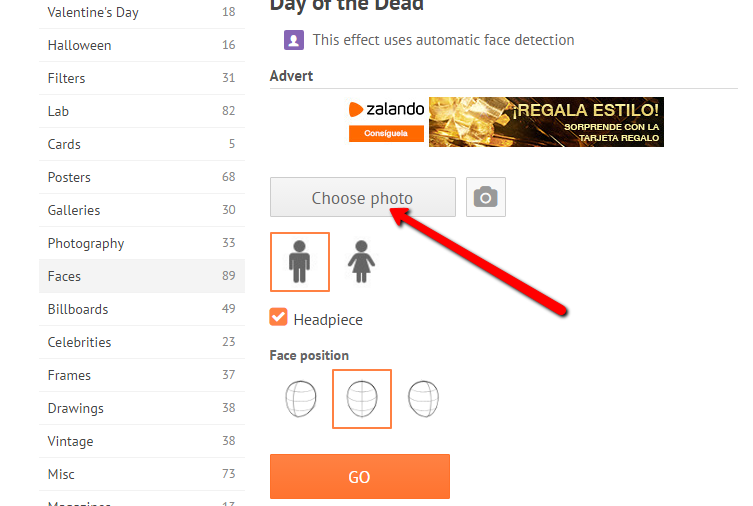 Valentine's Day 18
Halloween 16
Filters 31
Lab 82
Cards 5
Posters 68
Galleries 30
Photography 33
Faces 89
Billboards 49
Celebrities 23
Frames 37
Drawings 38
Vintage 38
Misc 73
Magazines 13
Day of the Dead
This effect uses automatic face detection
Advert
zalando
Consíguela
¡REGALA ESTILO!
SORPRENDE CON LA
TARJETA REGALO
Choose photo
Headpiece
Face position
GO